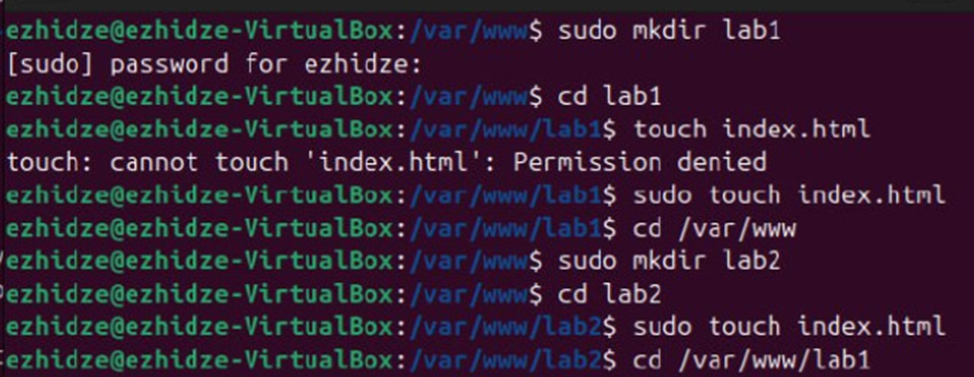 ezhidze@ezhidze-VirtualBox:/var/www$ sudo mkdir lab1
[sudo] password for ezhidze:
ezhidze@ezhidze-VirtualBox:/var/www$ cd lab1
ezhidze@ezhidze-VirtualBox:/var/www/lab1$ touch index.html
touch: cannot touch 'index.html': Permission denied
ezhidze@ezhidze-VirtualBox:/var/www/lab1$ sudo touch index.html
ezhidze@ezhidze-VirtualBox:/var/www/lab1$ cd /var/www
ezhidze@ezhidze-VirtualBox:/var/www$ sudo mkdir lab2
ezhidze@ezhidze-VirtualBox:/var/www$ cd lab2
ezhidze@ezhidze-VirtualBox:/var/www/lab2$ sudo touch index.html
ezhidze@ezhidze-VirtualBox:/var/www/lab2$ cd /var/www/lab1